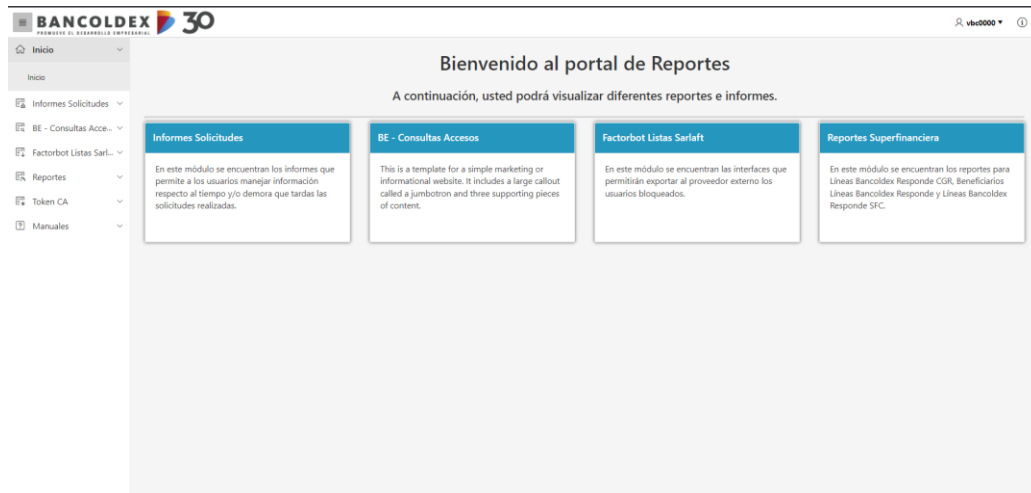 BANCOLDEX 30
PROMUEVE EL DESARROLLO EMPRESARIAL
vbc0000
Inicio
Inicio
Informes Solicitudes
BE - Consultas Acce...
Factorbot Listas Sarl...
Reportes
Token CA
Manuales
Bienvenido al portal de Reportes
A continuación, usted podrá visualizar diferentes reportes e informes.
Informes Solicitudes
En este módulo se encuentran los informes que
permite a los usuarios manejar información
respecto al tiempo y/o demora que tardas las
solicitudes realizadas.
BE - Consultas Accesos
This is a template for a simple marketing or
informational website. It includes a large callout
called a jumbotron and three supporting pieces
of content.
Factorbot Listas Sarlaft
En este módulo se encuentran las interfaces que
permitirán exportar al proveedor externo los
usuarios bloqueados.
Reportes Superfinanciera
En este módulo se encuentran los reportes para
Líneas Bancoldex Responde CGR, Beneficiarios
Líneas Bancoldex Responde y Líneas Bancoldex
Responde SFC.